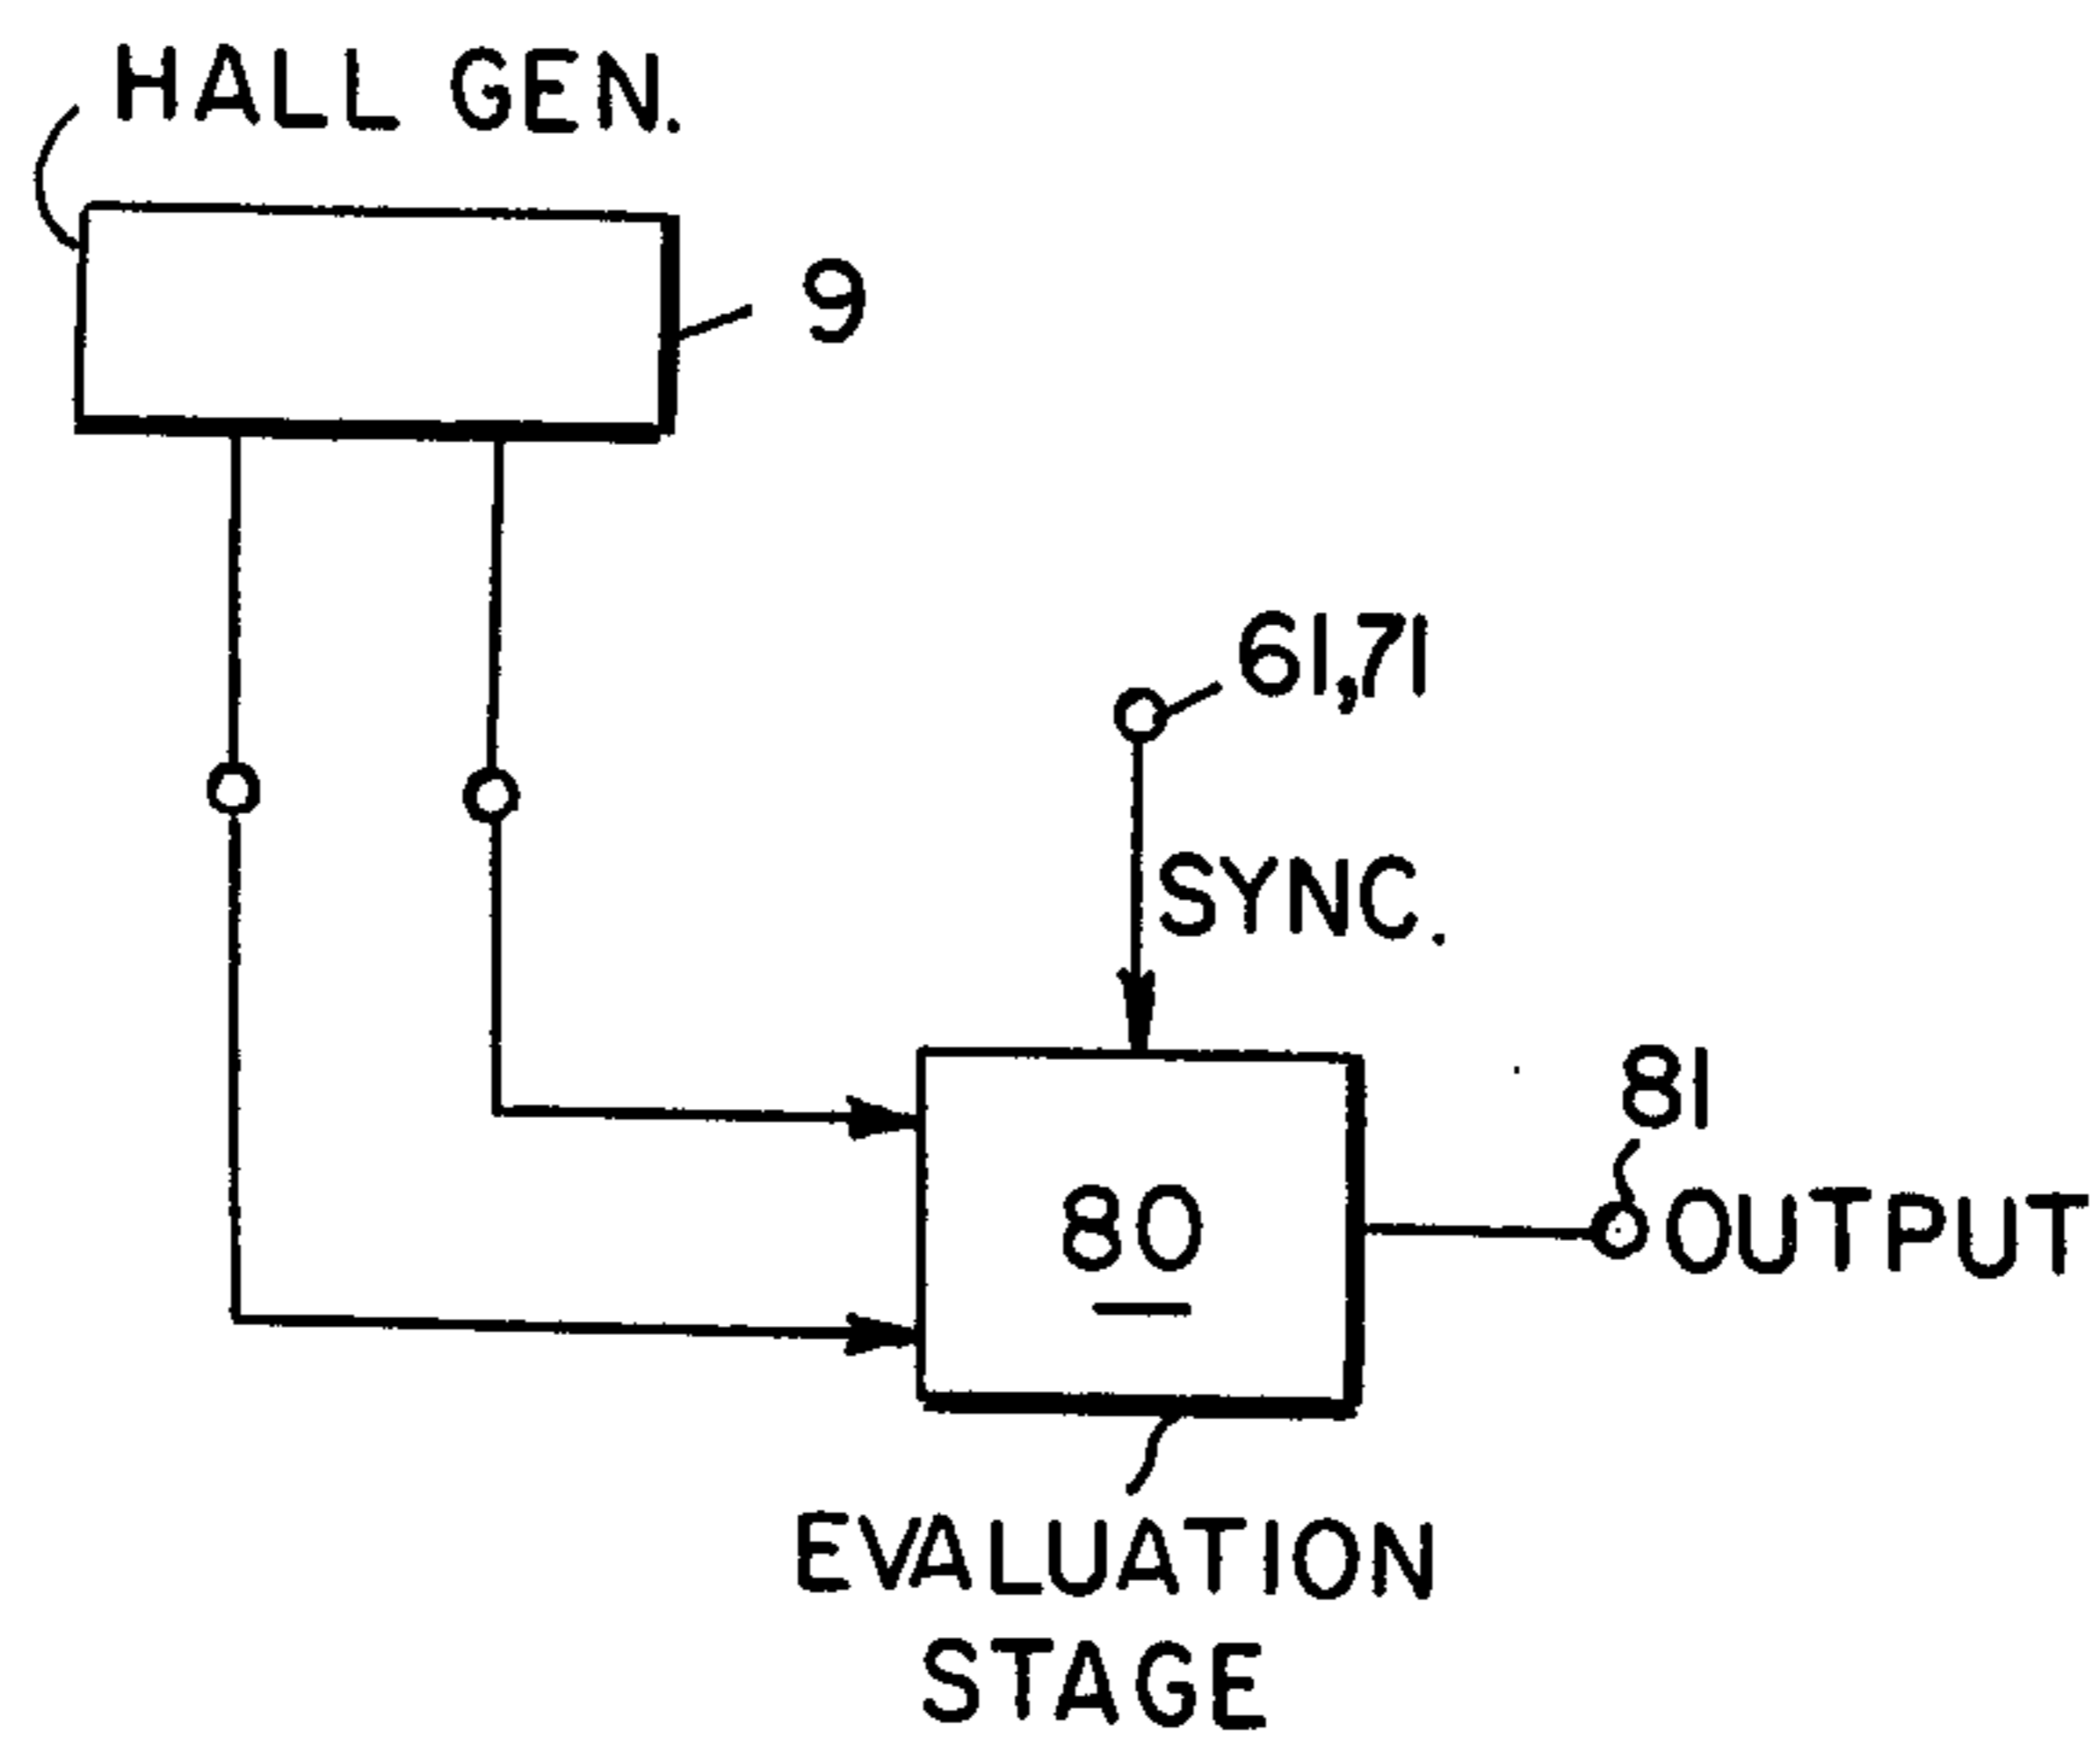 HALL GEN.
9
61,71
SYNC.
81
80
OUTPUT
EVALUATION
STAGE